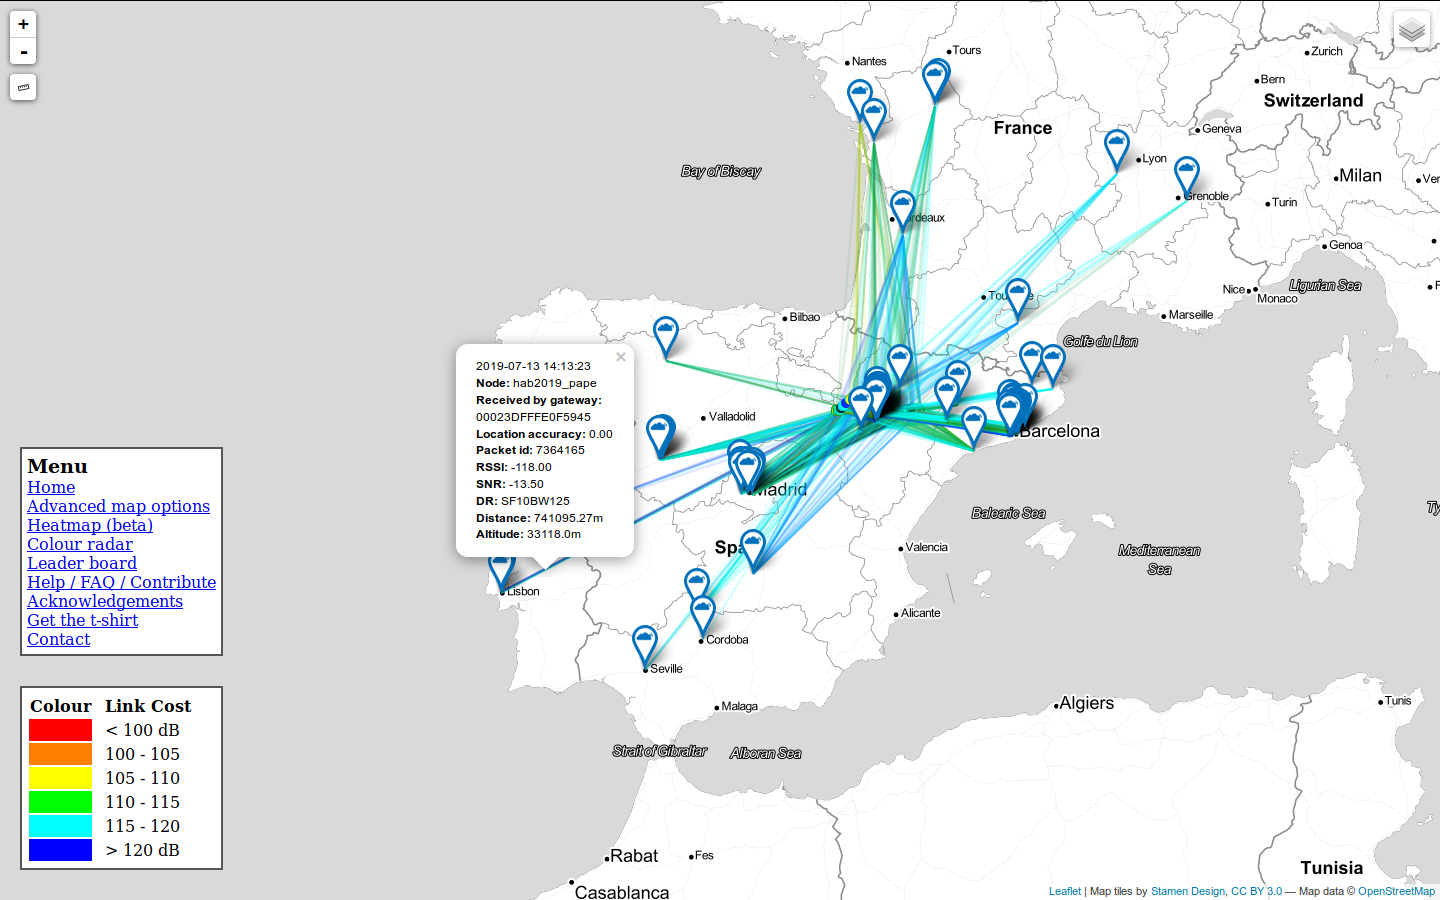 +
-
Tours
Nantes
Zurich
Bern
Switzerland
France
Geneva
Lyon
Bay of Biscay
Milan
Ver
Grenoble
Turin
Genoa
Nice
Monaco
Ligurian Sea
Marseille
Bilbao
Golfe du Lion
Valladolid
Barcelona
Madrid
Balearic Sea
Valencia
Mediterranean
Sea
Lisbon
Alicante
Cordoba
Seville
Malaga
Algiers
Tunis
Strait of Gibraltar
Alboran Sea
Rabat
Fes
Casablanca
Tunisia
×
2019-07-13 14:13:23
Node: hab2019_pape
Received by gateway:
00023DFFFE0F5945
Location accuracy: 0.00
Packet id: 7364165
RSSI: -118.00
SNR: -13.50
DR: SF10BW125
Distance: 741095.27m
Altitude: 33118.0m
Menu
Home
Advanced map options
Heatmap (beta)
Colour radar
Leader board
Help / FAQ / Contribute
Acknowledgements
Get the t-shirt
Contact
Colour Link Cost
< 100 dB
100 - 105
105 - 110
110 - 115
115 - 120
> 120 dB
Leaflet | Map tiles by Stamen Design, CC BY 3.0 — Map data © OpenStreetMap